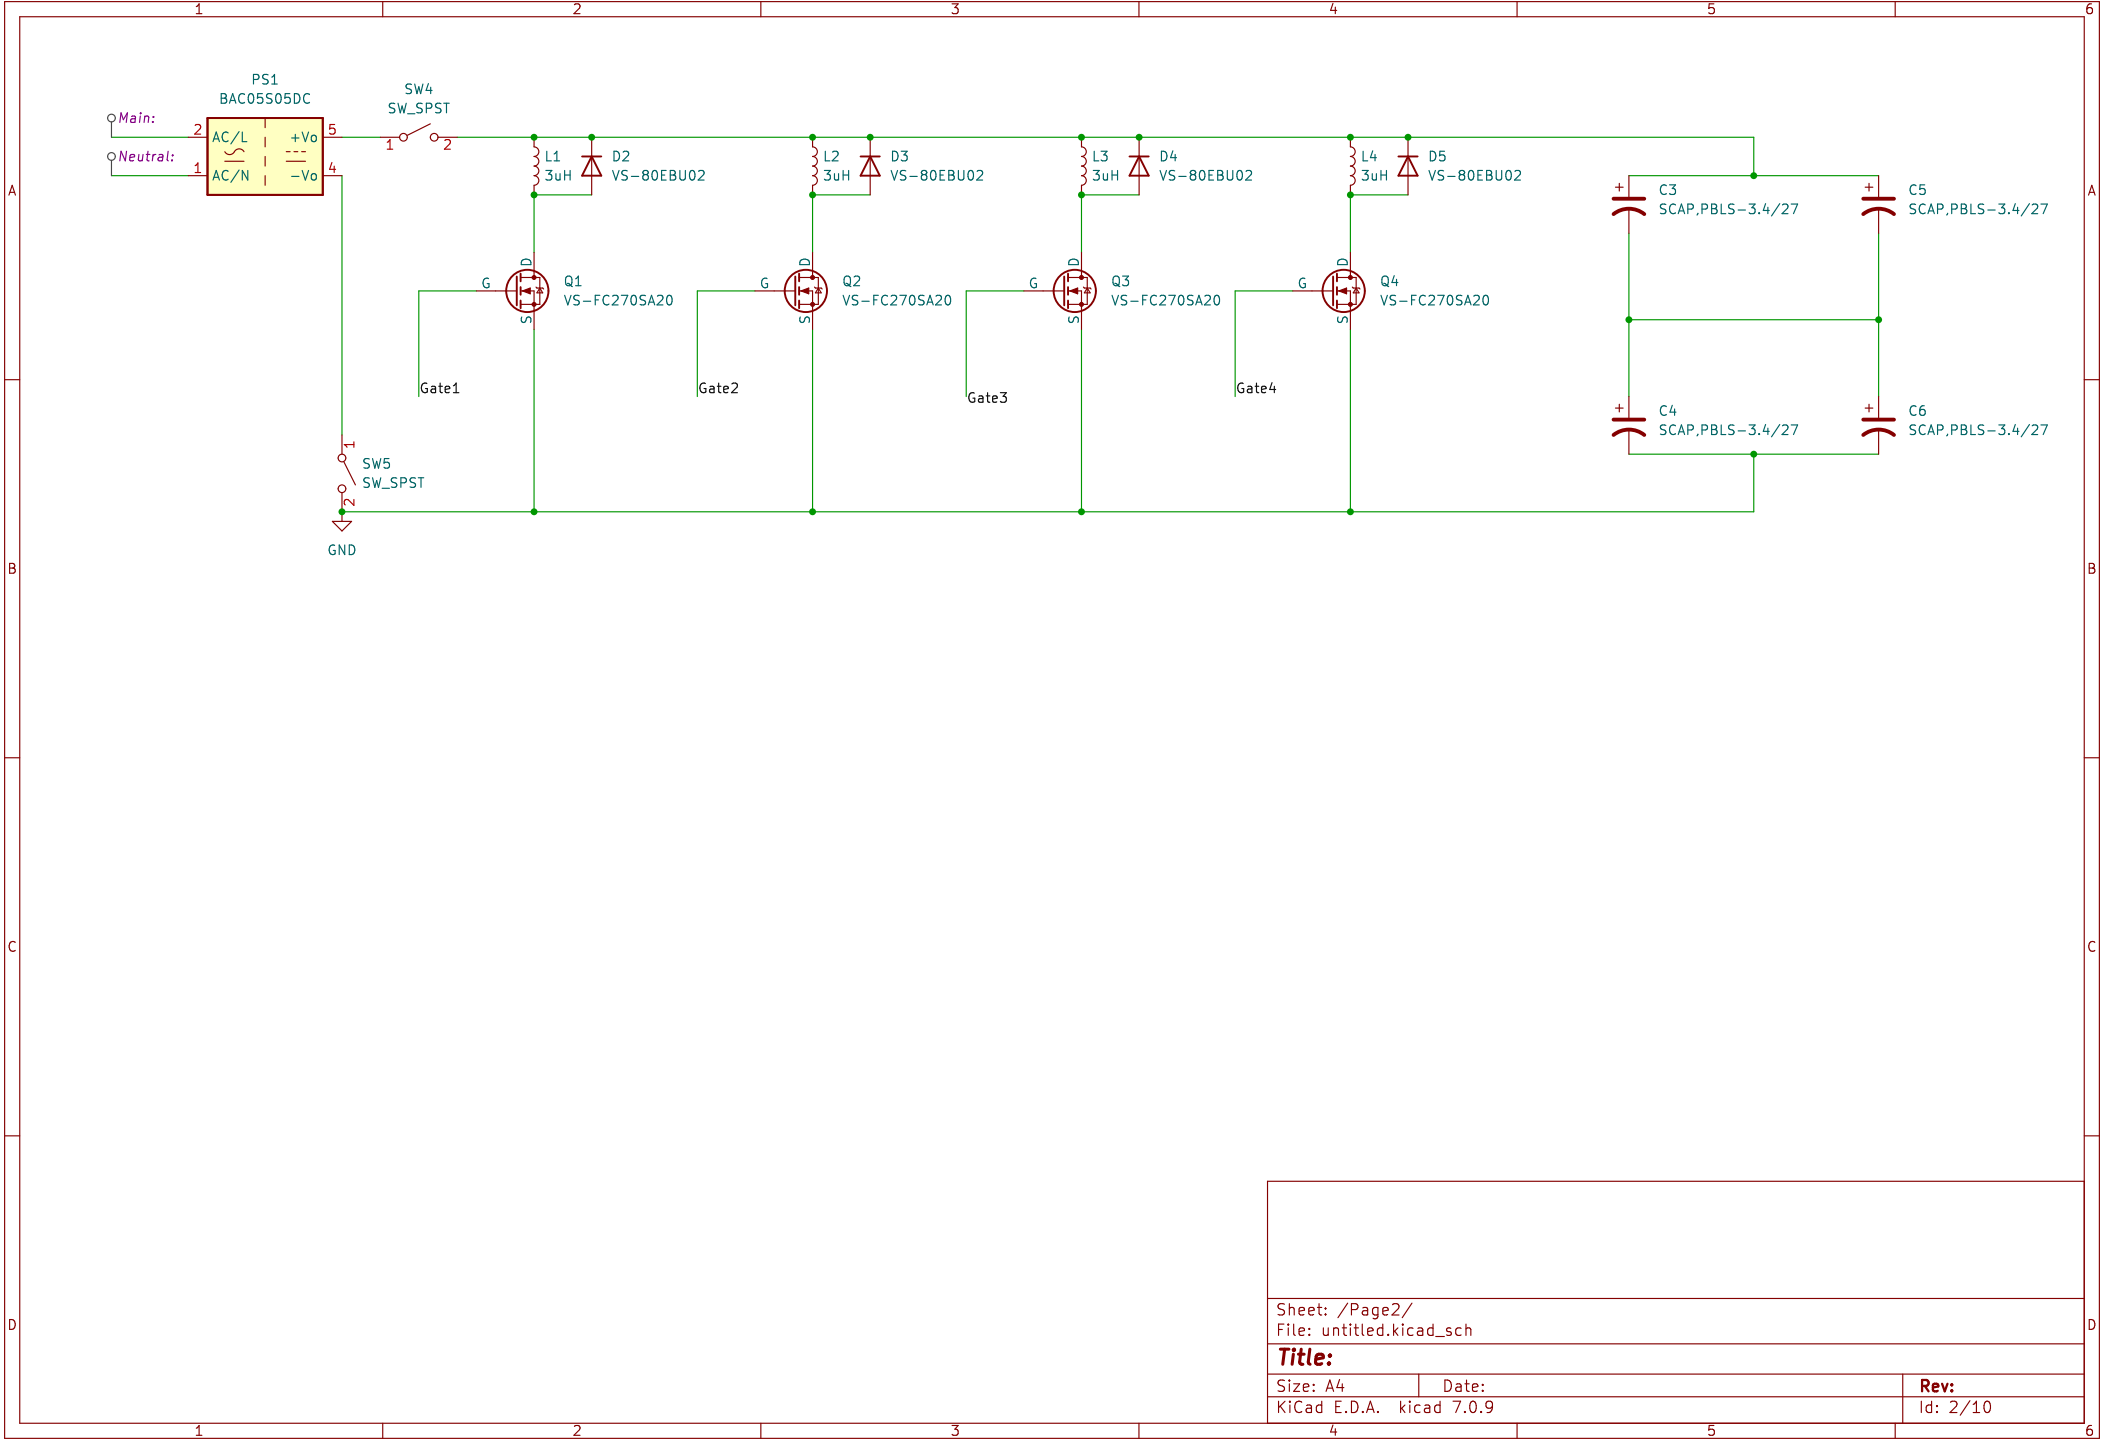 1 2 3 4 5 6
PS1
BAC05S05DC
SW4
SW_SPST
Main:
2 AC/L +Vo 5
1 2
Neutral:
1 AC/N -Vo 4
L1
3uH
D2
VS-80EBU02
L2
3uH
D3
VS-80EBU02
L3
3uH
D4
VS-80EBU02
L4
3uH
D5
VS-80EBU02
A A
+
C3
SCAP,PBLS-3.4/27
+
C5
SCAP,PBLS-3.4/27
D
G
S
Q1
VS-FC270SA20
D
G
S
Q2
VS-FC270SA20
D
G
S
Q3
VS-FC270SA20
D
G
S
Q4
VS-FC270SA20
Gate1
Gate2
Gate3
Gate4
+
C4
SCAP,PBLS-3.4/27
+
C6
SCAP,PBLS-3.4/27
1
SW5
SW_SPST
2
GND
B B
C C
Sheet: /Page2/
File: untitled.kicad_sch
D D
Title:
Size: A4 Date: Rev:
KiCad E.D.A. kicad 7.0.9 Id: 2/10
1 2 3 4 5 6